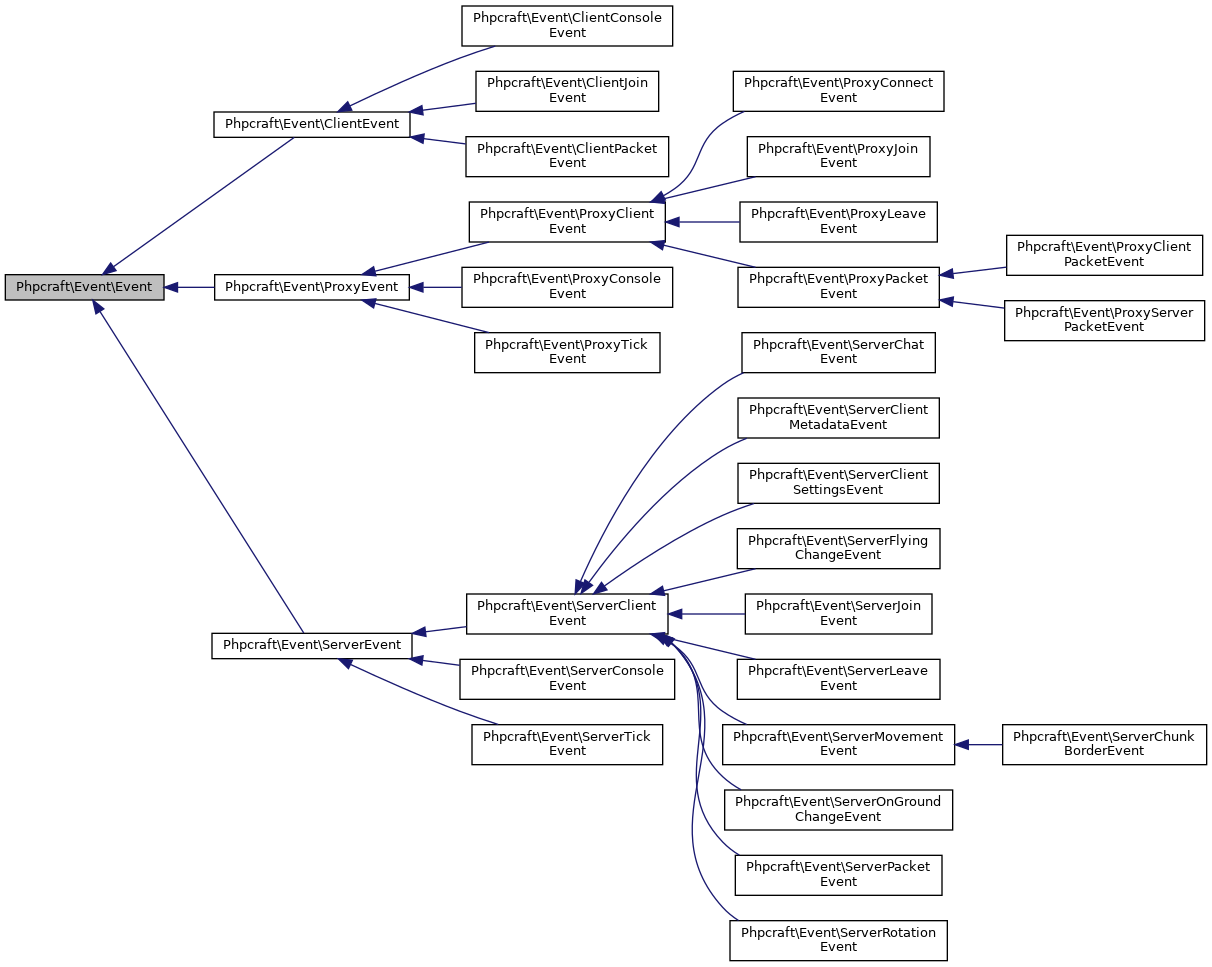 Phpcraft\Event\ClientConsole
Event
Phpcraft\Event\ClientJoin
Event
Phpcraft\Event\ProxyConnect
Event
Phpcraft\Event\ClientEvent
Phpcraft\Event\ClientPacket
Event
Phpcraft\Event\ProxyJoin
Event
Phpcraft\Event\ProxyClient
Event
Phpcraft\Event\ProxyLeave
Event
Phpcraft\Event\ProxyClient
PacketEvent
Phpcraft\Event\Event
Phpcraft\Event\ProxyEvent
Phpcraft\Event\ProxyConsole
Event
Phpcraft\Event\ProxyPacket
Event
Phpcraft\Event\ProxyServer
PacketEvent
Phpcraft\Event\ProxyTick
Event
Phpcraft\Event\ServerChat
Event
Phpcraft\Event\ServerClient
MetadataEvent
Phpcraft\Event\ServerClient
SettingsEvent
Phpcraft\Event\ServerFlying
ChangeEvent
Phpcraft\Event\ServerClient
Event
Phpcraft\Event\ServerJoin
Event
Phpcraft\Event\ServerEvent
Phpcraft\Event\ServerConsole
Event
Phpcraft\Event\ServerLeave
Event
Phpcraft\Event\ServerTick
Event
Phpcraft\Event\ServerMovement
Event
Phpcraft\Event\ServerChunk
BorderEvent
Phpcraft\Event\ServerOnGround
ChangeEvent
Phpcraft\Event\ServerPacket
Event
Phpcraft\Event\ServerRotation
Event